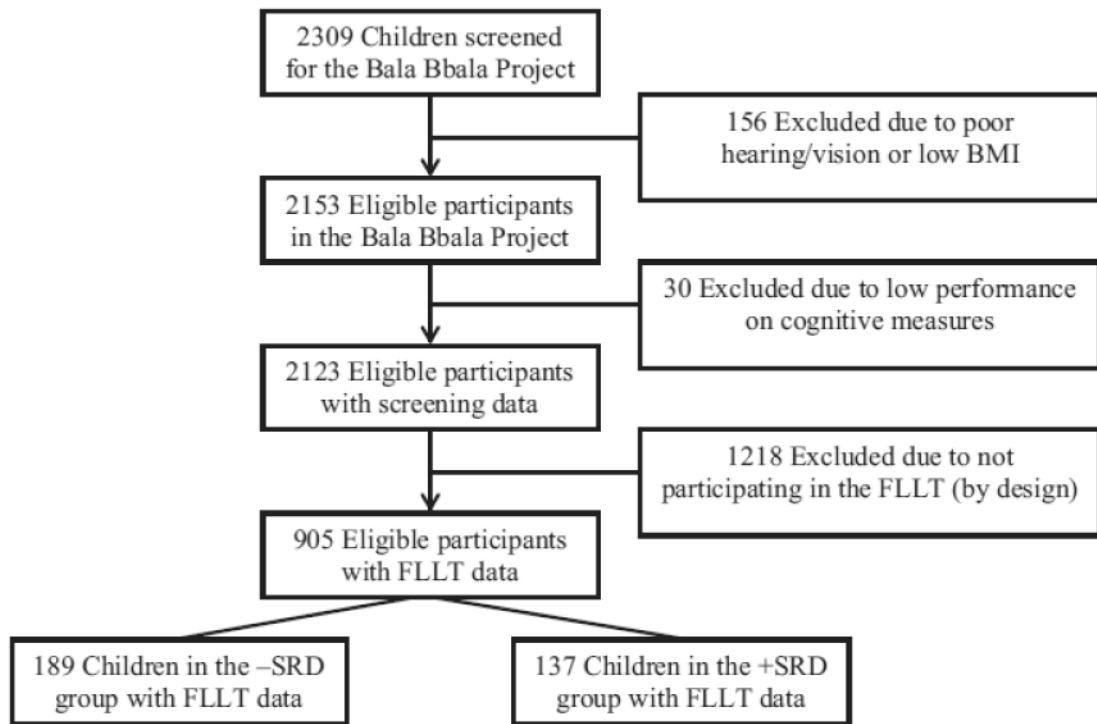 2309 Children screened
for the Bala Bbala Project
156 Excluded due to poor
hearing/vision or low BMI
2153 Eligible participants
in the Bala Bbala Project
30 Excluded due to low performance
on cognitive measures
2123 Eligible participants
with screening data
1218 Excluded due to not
participating in the FLLT (by design)
905 Eligible participants
with FLLT data
189 Children in the –SRD
group with FLLT data
137 Children in the +SRD
group with FLLT data